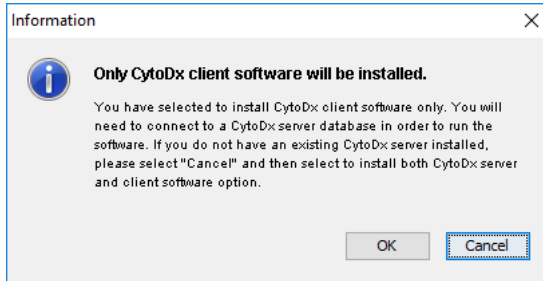 Information
Only CytoDx client software will be installed.
You have selected to install CytoDx client software only. You will
need to connect to a CytoDx server database in order to run the
software. If you do not have an existing CytoDx server installed,
please select "Cancel" and then select to install both CytoDx server
and client software option.
OK Cancel